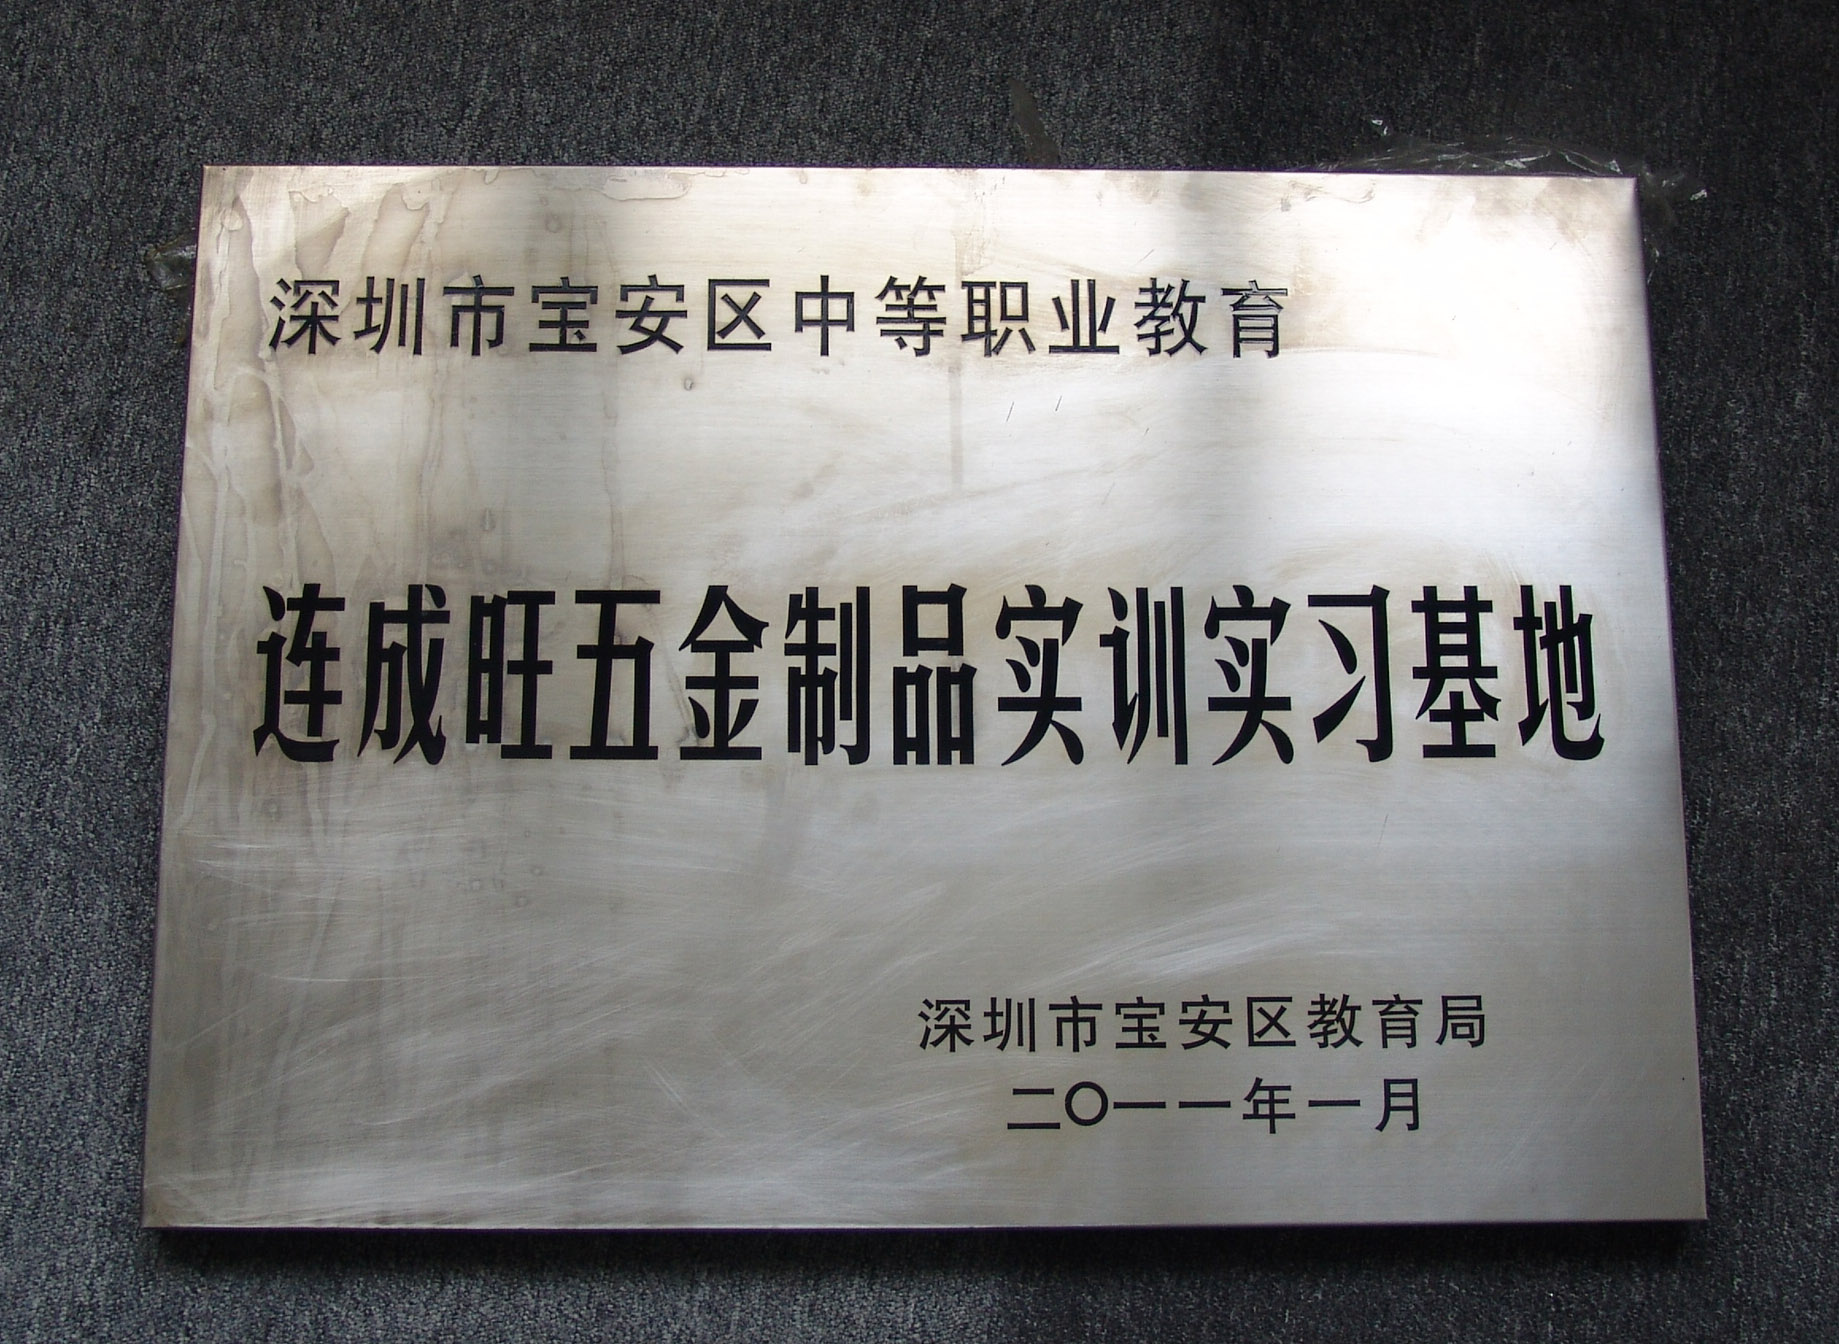 深圳市宝安区中等职业教育
连成旺五金制品实训实习基地
深圳市宝安区教育局
二〇一一年一月